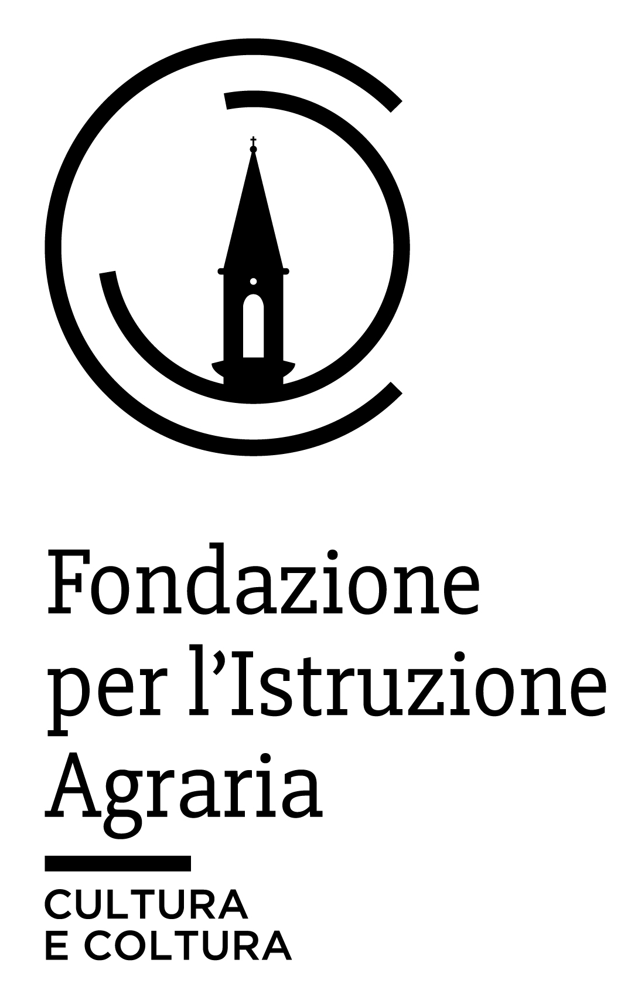 Fondazione
per l’Istruzione
Agraria
CULTURA
E COLTURA